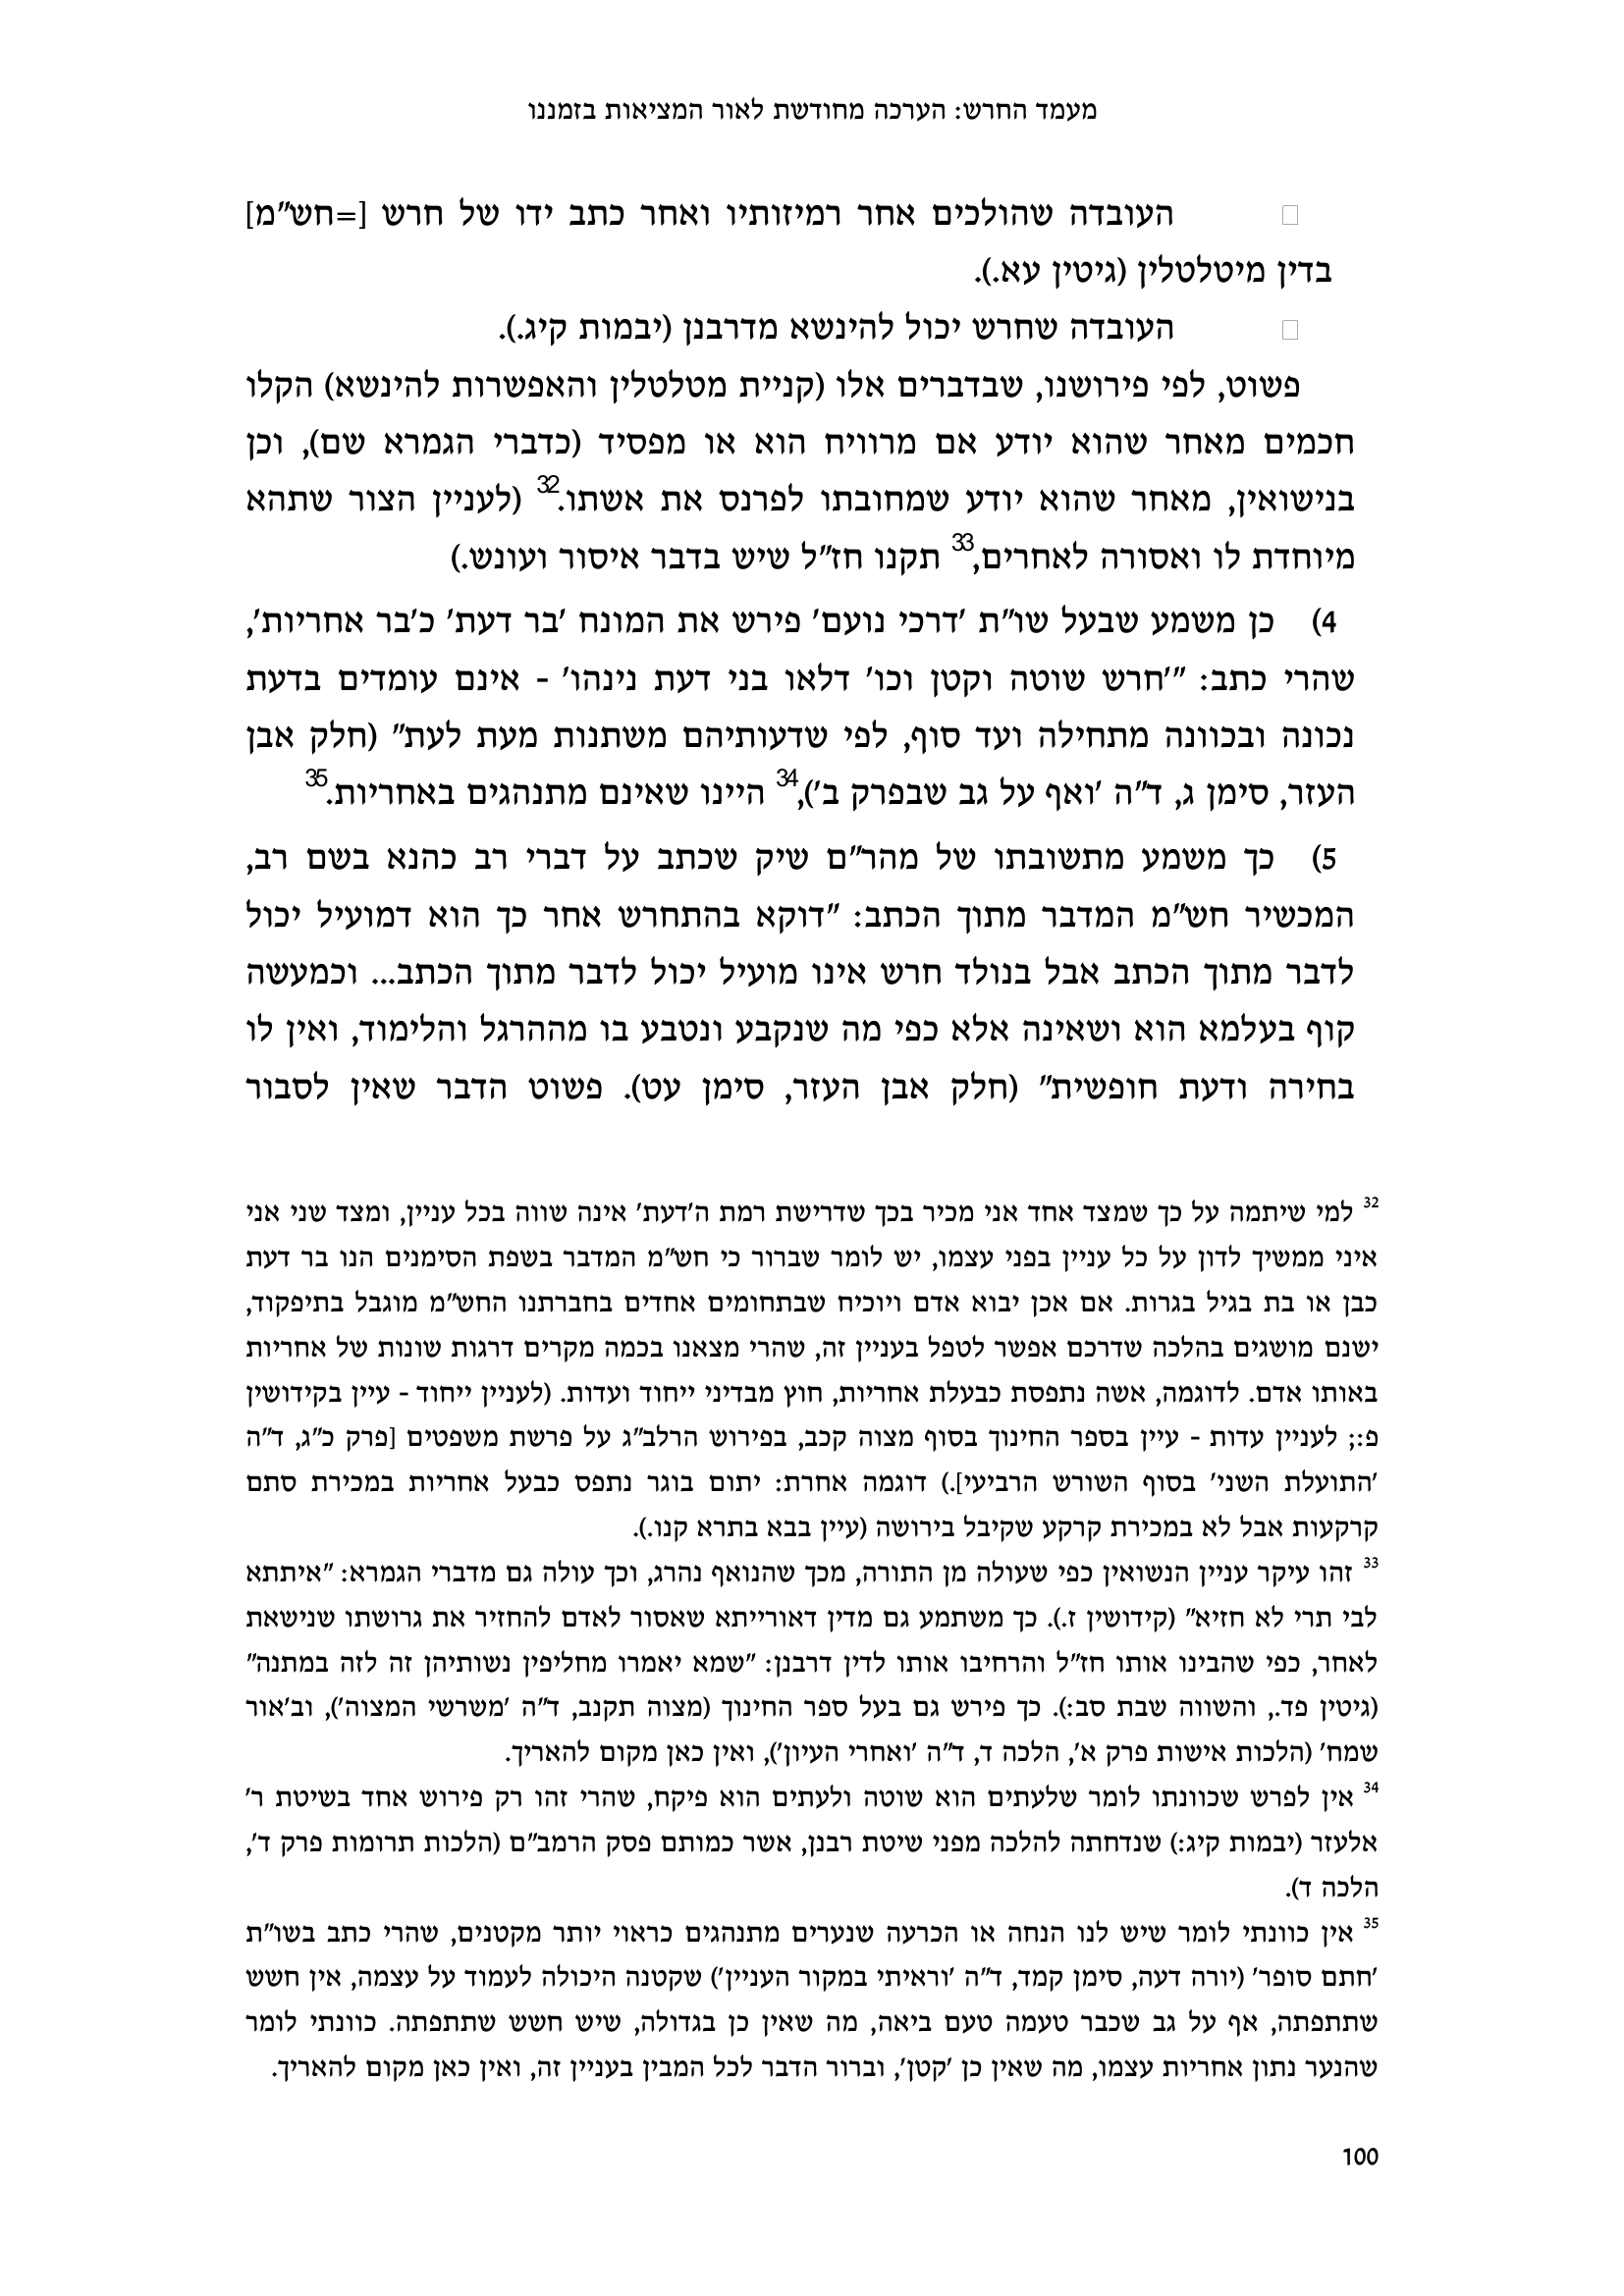 מעמד החרש: הערכה מחודשת לאור המציאות בזמננו
העובדה שהולכים אחר רמיזותיו ואחר כתב ידו של חרש [=חש"מ]
בדין מיטלטלין (גיטין עא.).
העובדה שחרש יכול להינשא מדרבנן (יבמות קיג.).
פשוט, לפי פירושנו, שבדברים אלו (קניית מטלטלין והאפשרות להינשא) הקלו
חכמים מאחר שהוא יודע אם מרוויח הוא או מפסיד (כדברי הגמרא שם), וכן
בנישואין, מאחר שהוא יודע שמחובתו לפרנס את אשתו.32 (לעניין הצור שתהא
מיוחדת לו ואסורה לאחרים,33 תקנו חז"ל שיש בדבר איסור ועונש.)
4) כן משמע שבעל שו"ת 'דרכי נועם' פירש את המונח 'בר דעת' כ'בר אחריות',
שהרי כתב: "'חרש שוטה וקטן וכו' דלאו בני דעת נינהו' - אינם עומדים בדעת
נכונה ובכוונה מתחילה ועד סוף, לפי שדעותיהם משתנות מעת לעת" (חלק אבן
העזר, סימן ג, ד"ה 'ואף על גב שבפרק ב'),34 היינו שאינם מתנהגים באחריות.35
5) כך משמע מתשובתו של מהר"ם שיק שכתב על דברי רב כהנא בשם רב,
המכשיר חש"מ המדבר מתוך הכתב: "דוקא בהתחרש אחר כך הוא דמועיל יכול
לדבר מתוך הכתב אבל בנולד חרש אינו מועיל יכול לדבר מתוך הכתב... וכמעשה
קוף בעלמא הוא ושאינה אלא כפי מה שנקבע ונטבע בו מההרגל והלימוד, ואין לו
בחירה ודעת חופשית" (חלק אבן העזר, סימן עט). פשוט הדבר שאין לסבור
32 למי שיתמה על כך שמצד אחד אני מכיר בכך שדרישת רמת ה'דעת' אינה שווה בכל עניין, ומצד שני אני
איני ממשיך לדון על כל עניין בפני עצמו, יש לומר שברור כי חש"מ המדבר בשפת הסימנים הנו בר דעת
כבן או בת בגיל בגרות. אם אכן יבוא אדם ויוכיח שבתחומים אחדים בחברתנו החש"מ מוגבל בתיפקוד,
ישנם מושגים בהלכה שדרכם אפשר לטפל בעניין זה, שהרי מצאנו בכמה מקרים דרגות שונות של אחריות
באותו אדם. לדוגמה, אשה נתפסת כבעלת אחריות, חוץ מבדיני ייחוד ועדות. (לעניין ייחוד - עיין בקידושין
פ:; לעניין עדות - עיין בספר החינוך בסוף מצוה קכב, בפירוש הרלב"ג על פרשת משפטים [פרק כ"ג, ד"ה
'התועלת השני' בסוף השורש הרביעי].) דוגמה אחרת: יתום בוגר נתפס כבעל אחריות במכירת סתם
קרקעות אבל לא במכירת קרקע שקיבל בירושה (עיין בבא בתרא קנו.).
33 זהו עיקר עניין הנשואין כפי שעולה מן התורה, מכך שהנואף נהרג, וכך עולה גם מדברי הגמרא: "איתתא
לבי תרי לא חזיא" (קידושין ז.). כך משתמע גם מדין דאורייתא שאסור לאדם להחזיר את גרושתו שנישאת
לאחר, כפי שהבינו אותו חז"ל והרחיבו אותו לדין דרבנן: "שמא יאמרו מחליפין נשותיהן זה לזה במתנה"
(גיטין פד., והשווה שבת סב:). כך פירש גם בעל ספר החינוך (מצוה תקנב, ד"ה 'משרשי המצוה'), וב'אור
שמח' (הלכות אישות פרק א', הלכה ד, ד"ה 'ואחרי העיון'), ואין כאן מקום להאריך.
34 אין לפרש שכוונתו לומר שלעתים הוא שוטה ולעתים הוא פיקח, שהרי זהו רק פירוש אחד בשיטת ר'
אלעזר (יבמות קיג:) שנדחתה להלכה מפני שיטת רבנן, אשר כמותם פסק הרמב"ם (הלכות תרומות פרק ד',
הלכה ד).
35 אין כוונתי לומר שיש לנו הנחה או הכרעה שנערים מתנהגים כראוי יותר מקטנים, שהרי כתב בשו"ת
'חתם סופר' (יורה דעה, סימן קמד, ד"ה 'וראיתי במקור העניין') שקטנה היכולה לעמוד על עצמה, אין חשש
שתתפתה, אף על גב שכבר טעמה טעם ביאה, מה שאין כן בגדולה, שיש חשש שתתפתה. כוונתי לומר
שהנער נתון אחריות עצמו, מה שאין כן 'קטן', וברור הדבר לכל המבין בעניין זה, ואין כאן מקום להאריך.
100